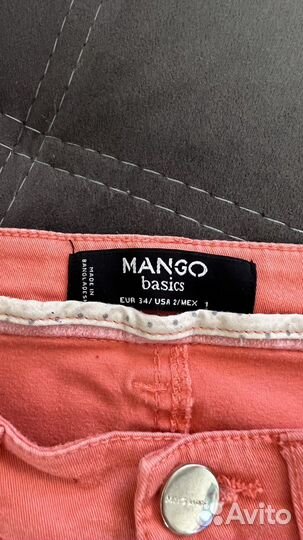 MANGO
basics
EUR 34/ USA 2/MEX 1
MADE IN
BANGLADESH
Avito